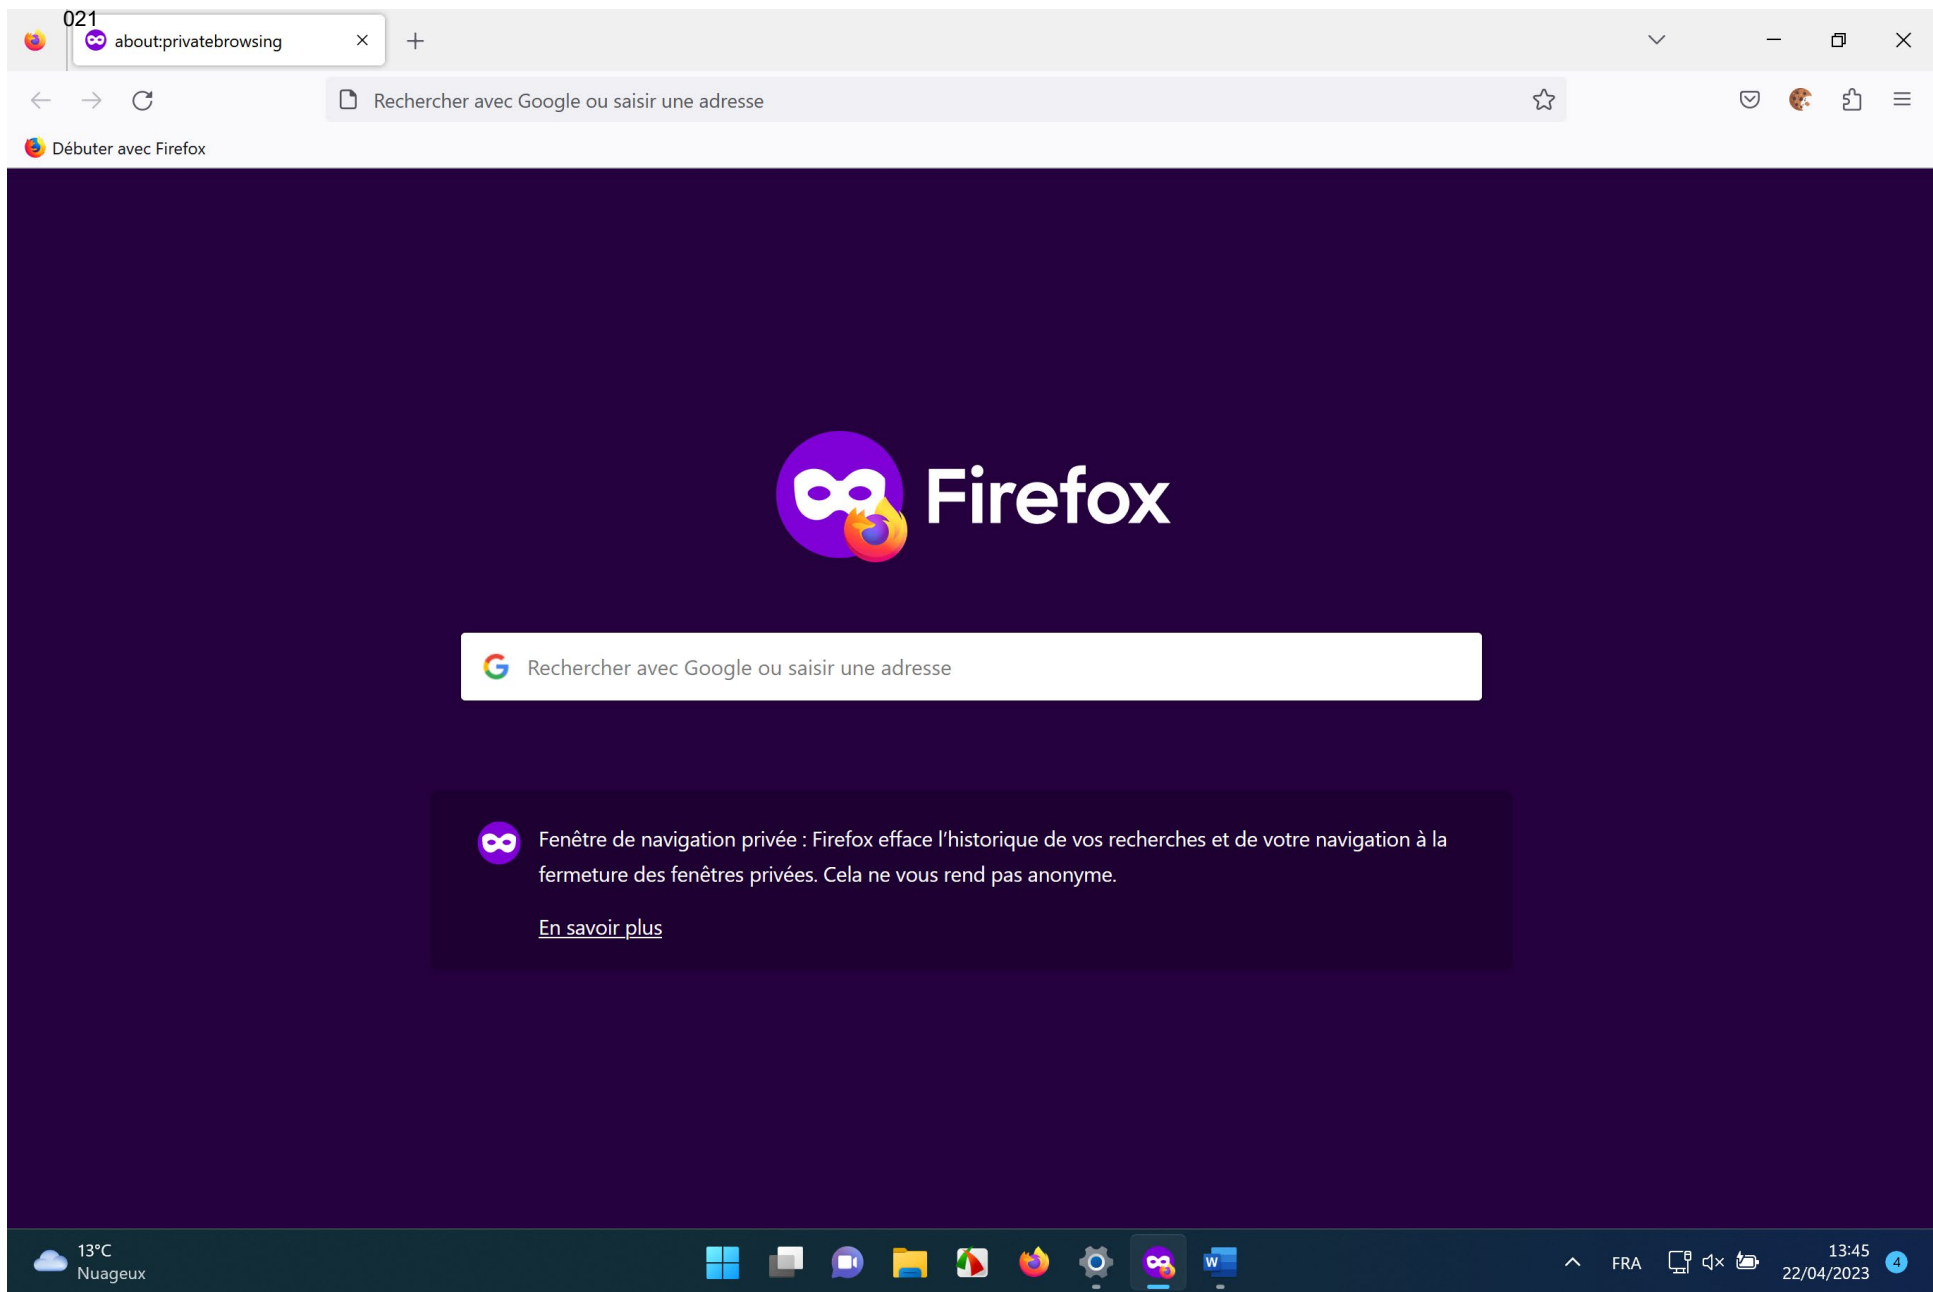 021
about:privatebrowsing
Rechercher avec Google ou saisir une adresse
Débuter avec Firefox
Firefox
Rechercher avec Google ou saisir une adresse
Fenêtre de navigation privée : Firefox efface l’historique de vos recherches et de votre navigation à la
fermeture des fenêtres privées. Cela ne vous rend pas anonyme.
En savoir plus
13°C
Nuageux
W
FRA
13:45
22/04/2023
4